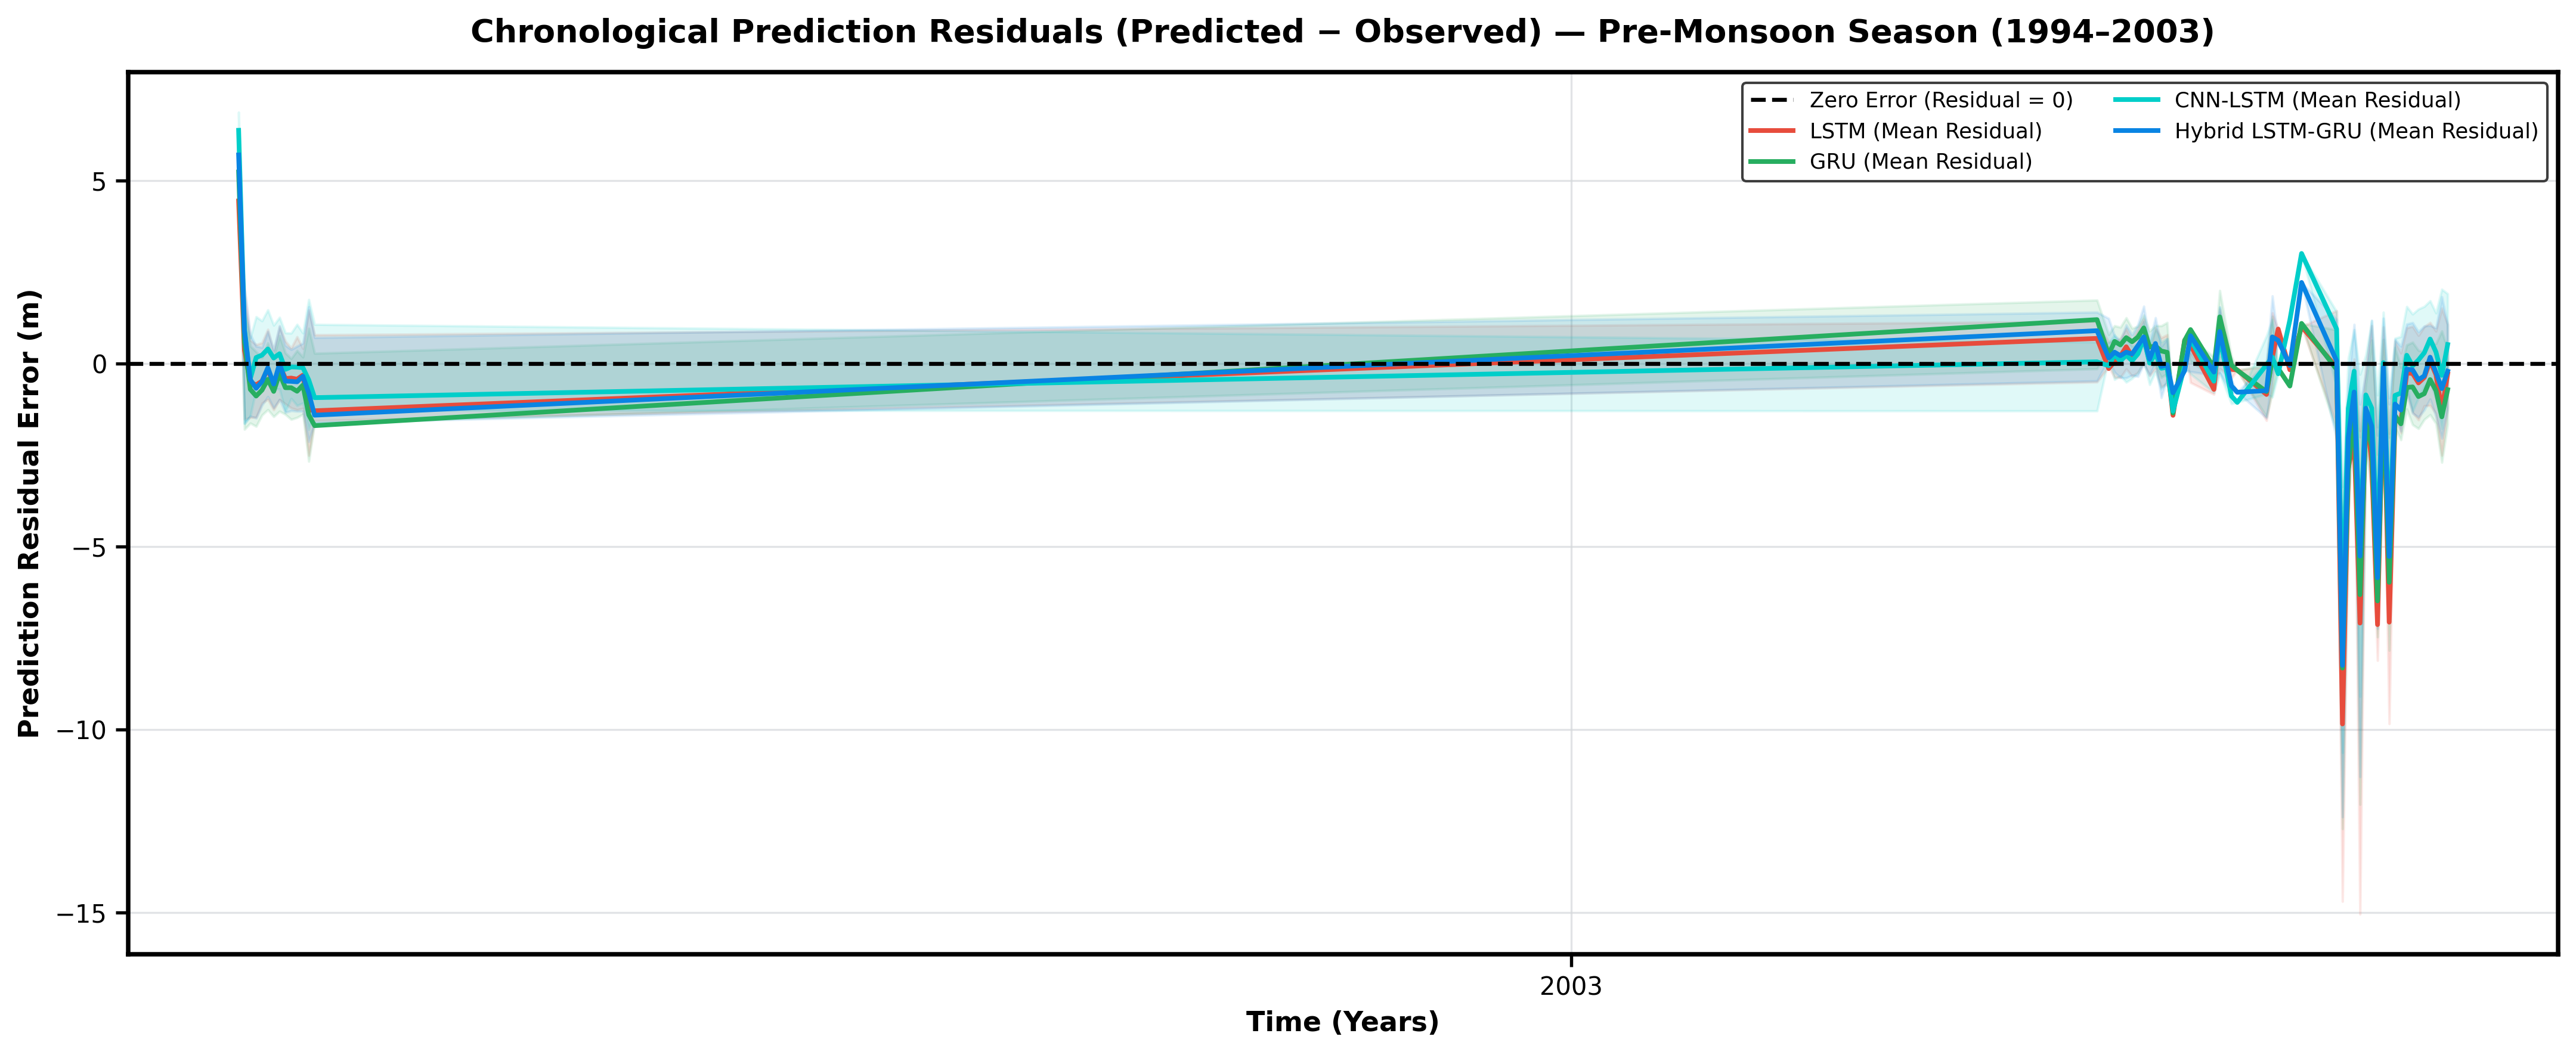 Chronological Prediction Residuals (Predicted − Observed) — Pre-Monsoon Season (1994–2003)
Zero Error (Residual = 0)
LSTM (Mean Residual)
GRU (Mean Residual)
CNN-LSTM (Mean Residual)
Hybrid LSTM-GRU (Mean Residual)
Prediction Residual Error (m)
5
0
−5
−10
−15
2003
Time (Years)